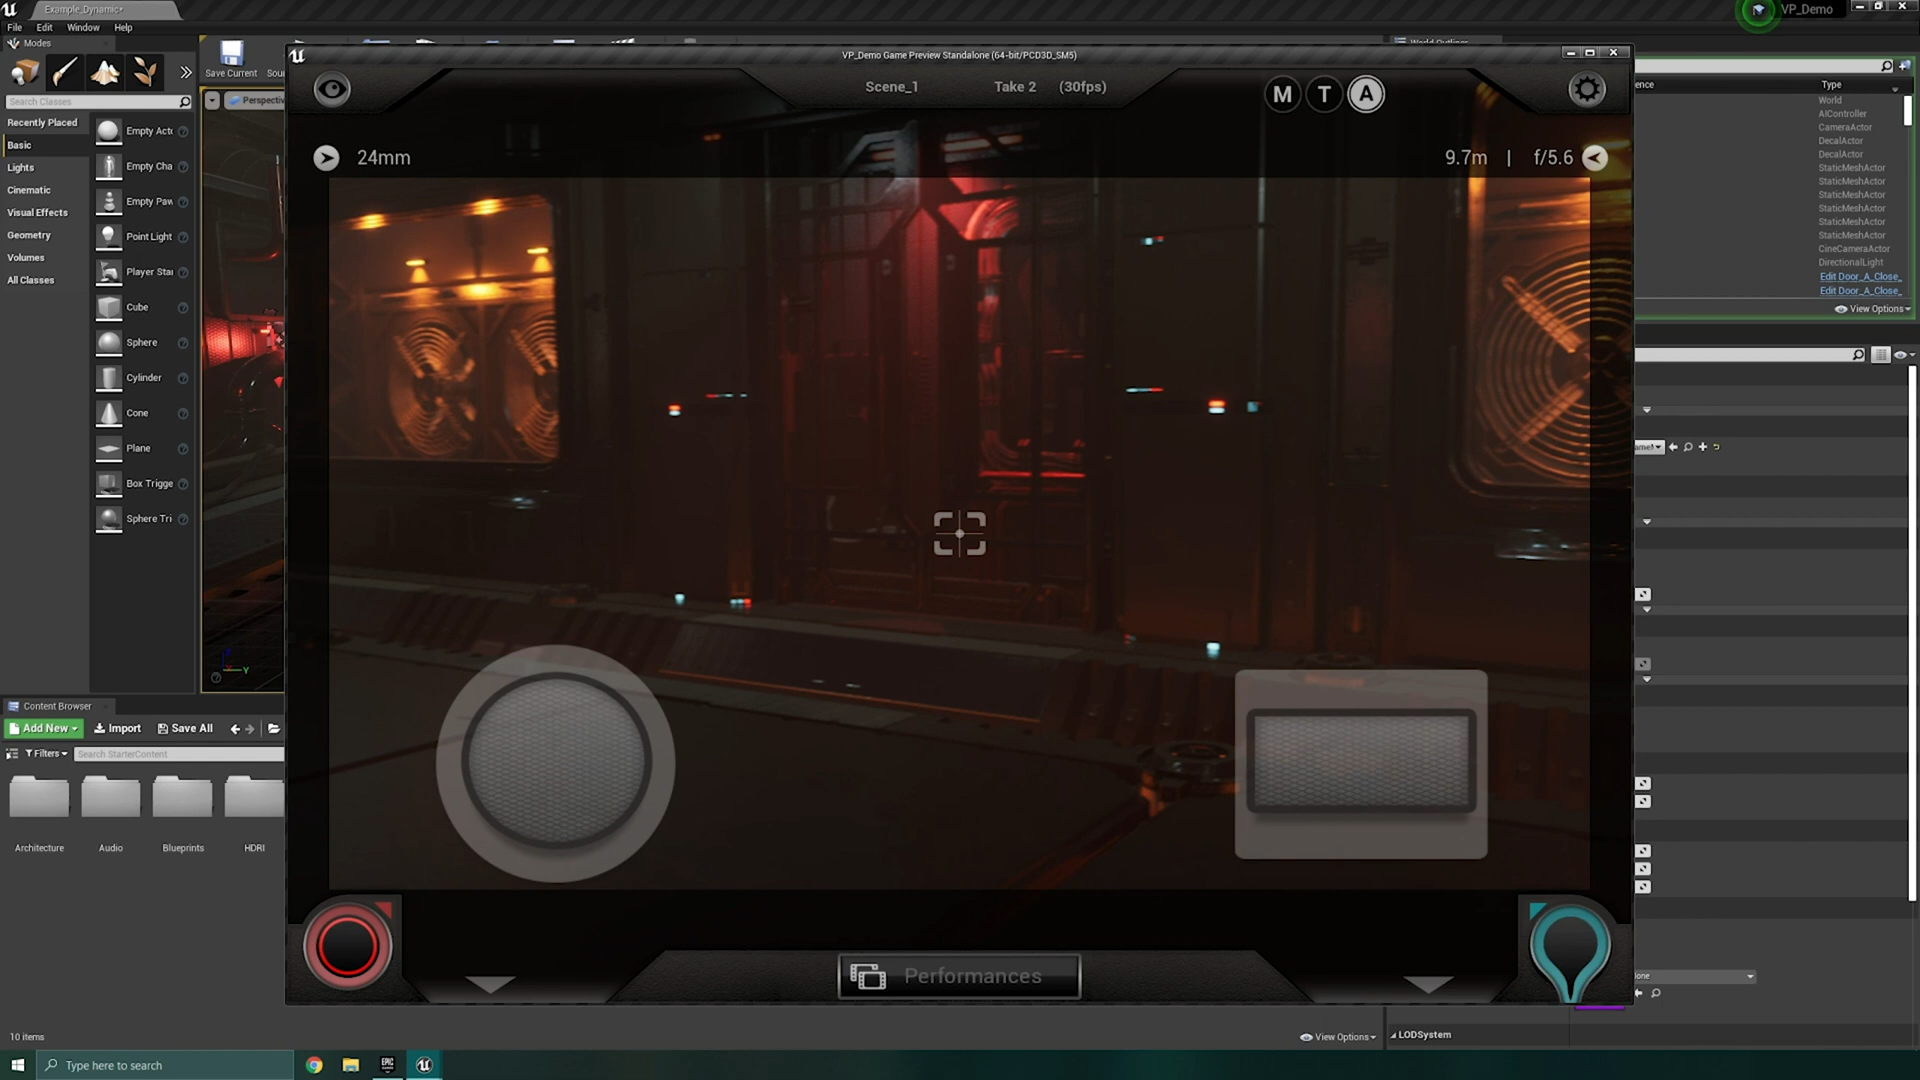 Example_Dynamic*
VP_Demo
File Edit Window Help
Modes
Save Current
Search Classes
Recently Placed
Basic
Lights
Cinematic
Visual Effects
Geometry
Volumes
All Classes
Empty Acto
Empty Cha
Empty Paw
Point Light
Player Star
Cube
Sphere
Cylinder
Cone
Plane
Box Trigge
Sphere Tri
VP_Demo Game Preview Standalone (64-bit/PCD3D_SM5)
Scene_1 Take 2 (30fps)
M T A
24mm
9.7m | f/5.6
Performances
Type
World
AIController
CameraActor
DecalActor
DecalActor
StaticMeshActor
StaticMeshActor
StaticMeshActor
StaticMeshActor
StaticMeshActor
StaticMeshActor
CineCameraActor
DirectionalLight
Edit Door_A_Close_
Edit Door_A_Close_
View Options
Y
Content Browser
Add New Import Save All
Filters Search StarterContent
Architecture Audio Blueprints HDRI
10 items
View Options
LODSystem
Type here to search
EPIC